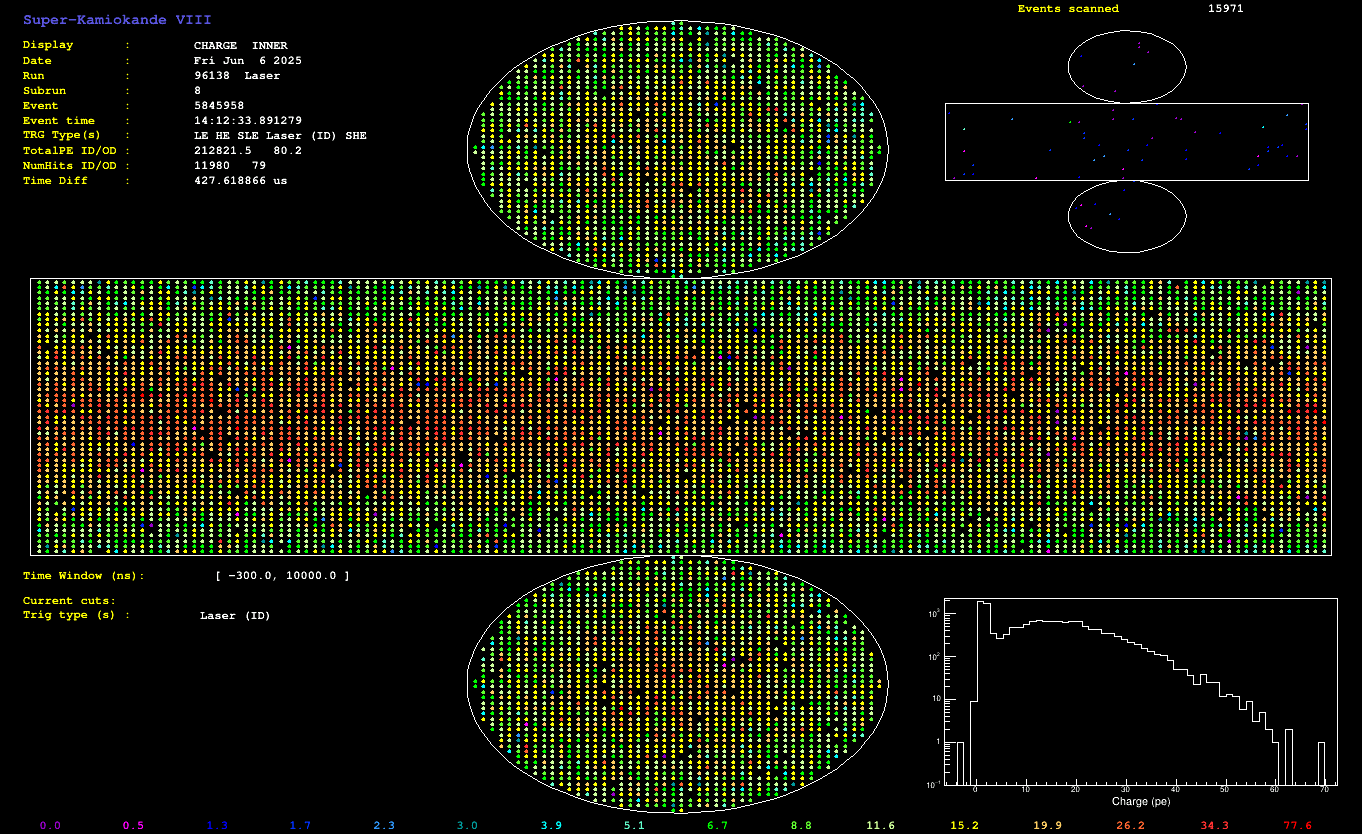 Super-Kamiokande VIII
Events scanned 15971
Display : CHARGE INNER
Date : Fri Jun 6 2025
Run : 96138 Laser
Subrun : 8
Event : 5845958
Event time : 14:12:33.891279
TRG Type(s) : LE HE SLE Laser (ID) SHE
TotalPE ID/OD : 212821.5 80.2
NumHits ID/OD : 11980 79
Time Diff : 427.618866 us
Time Window (ns): [ -300.0, 10000.0 ]
Current cuts:
Trig type (s) : Laser (ID)
10³
10²
10
1
10⁻¹
0 10 20 30 40 50 60 70
Charge (pe)
0.0 0.5 1.3 1.7 2.3 3.0 3.9 5.1 6.7 8.8 11.6 15.2 19.9 26.2 34.3 77.6